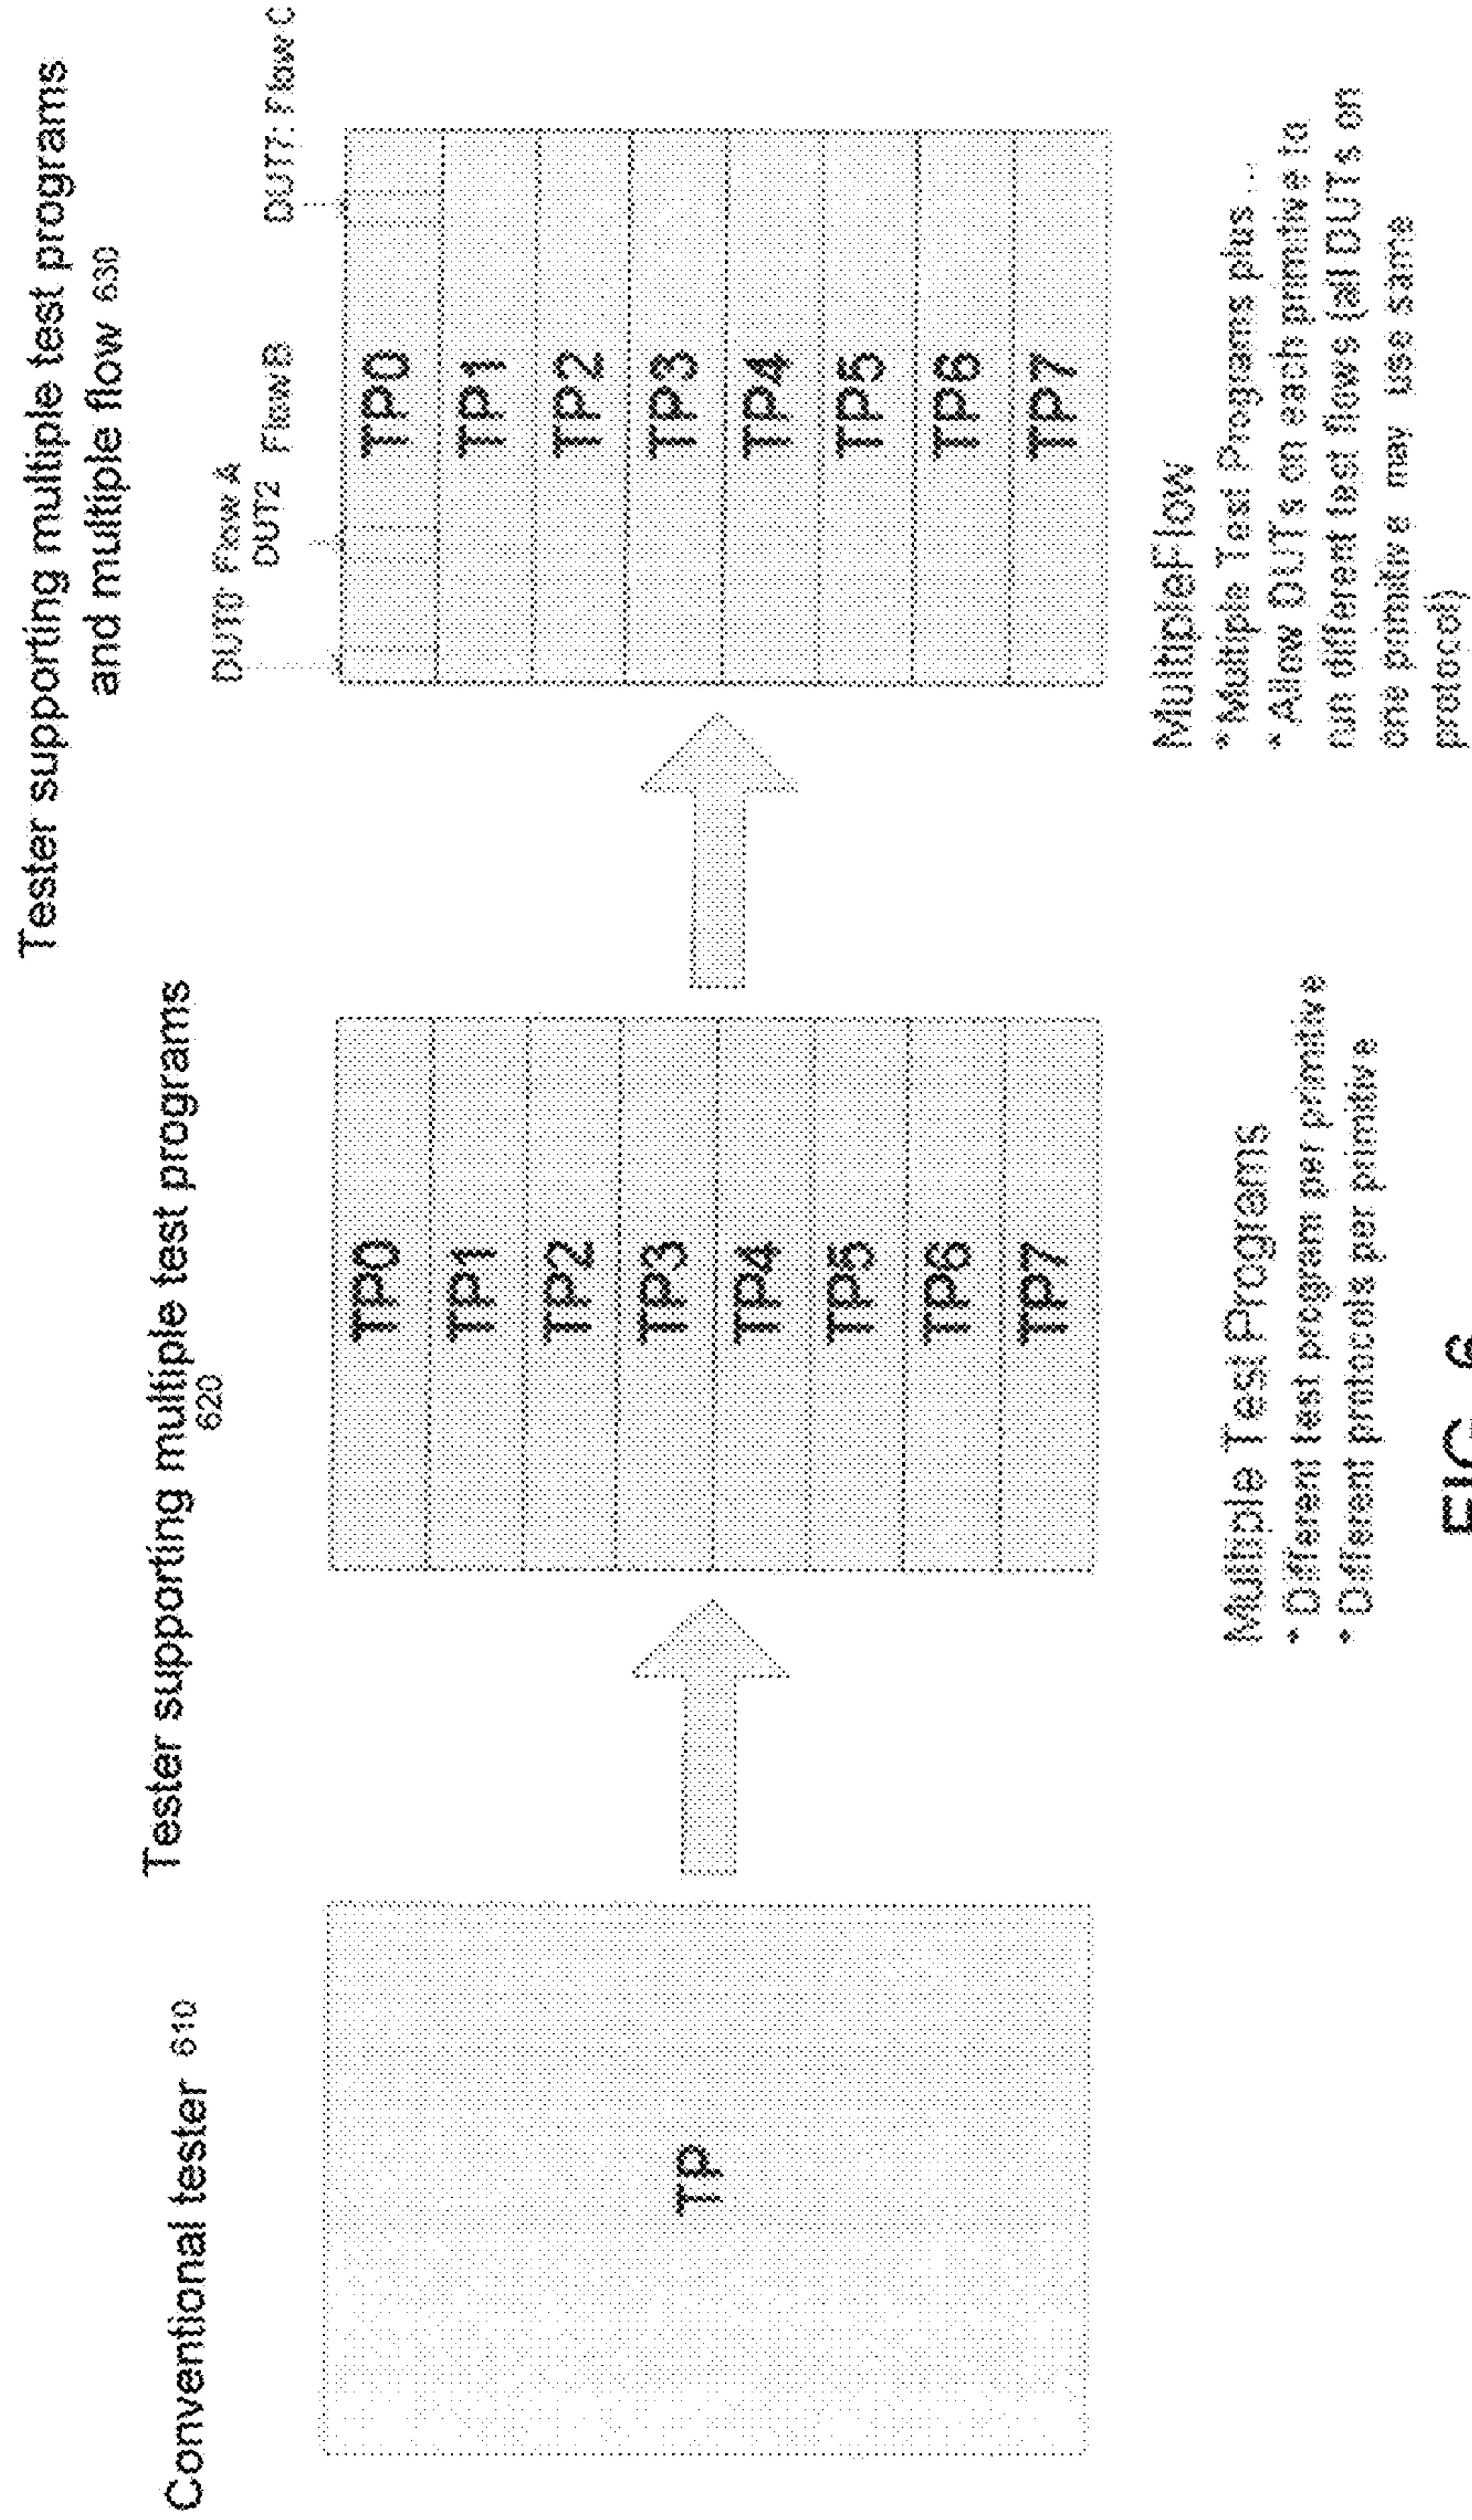 Conventional tester 610
TP
Tester supporting multiple test programs
620
TP0
TP1
TP2
TP3
TP4
TP5
TP6
TP7
Multiple Test Programs
* Different test program per primitive
* Different protocols per primitive
Tester supporting multiple test programs
and multiple flow 630
DUT0: Flow A
DUT2 Flow B
DUT7: Flow C
TP0
TP1
TP2
TP3
TP4
TP5
TP6
TP7
MultipleFlow
* Multiple Test Programs plus ...
* Allow DUTs on each primitive to
run different test flows (all DUTs on
one primitive may use same
protocol)
FIG. 6